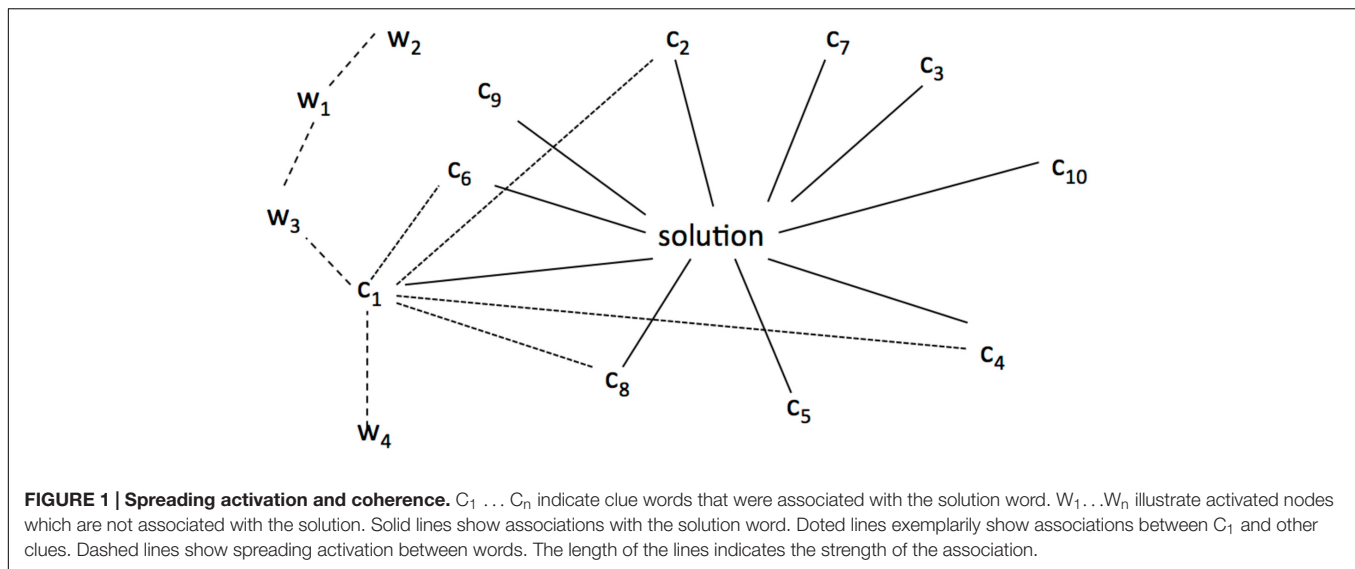 W₂
C₂
C₇
C₃
W₁
C₉
C₆
C₁₀
W₃
solution
C₁
C₄
C₈
C₅
W₄
FIGURE 1 | Spreading activation and coherence. C₁ … Cₙ indicate clue words that were associated with the solution word. W₁…Wₙ illustrate activated nodes
which are not associated with the solution. Solid lines show associations with the solution word. Doted lines exemplarily show associations between C₁ and other
clues. Dashed lines show spreading activation between words. The length of the lines indicates the strength of the association.